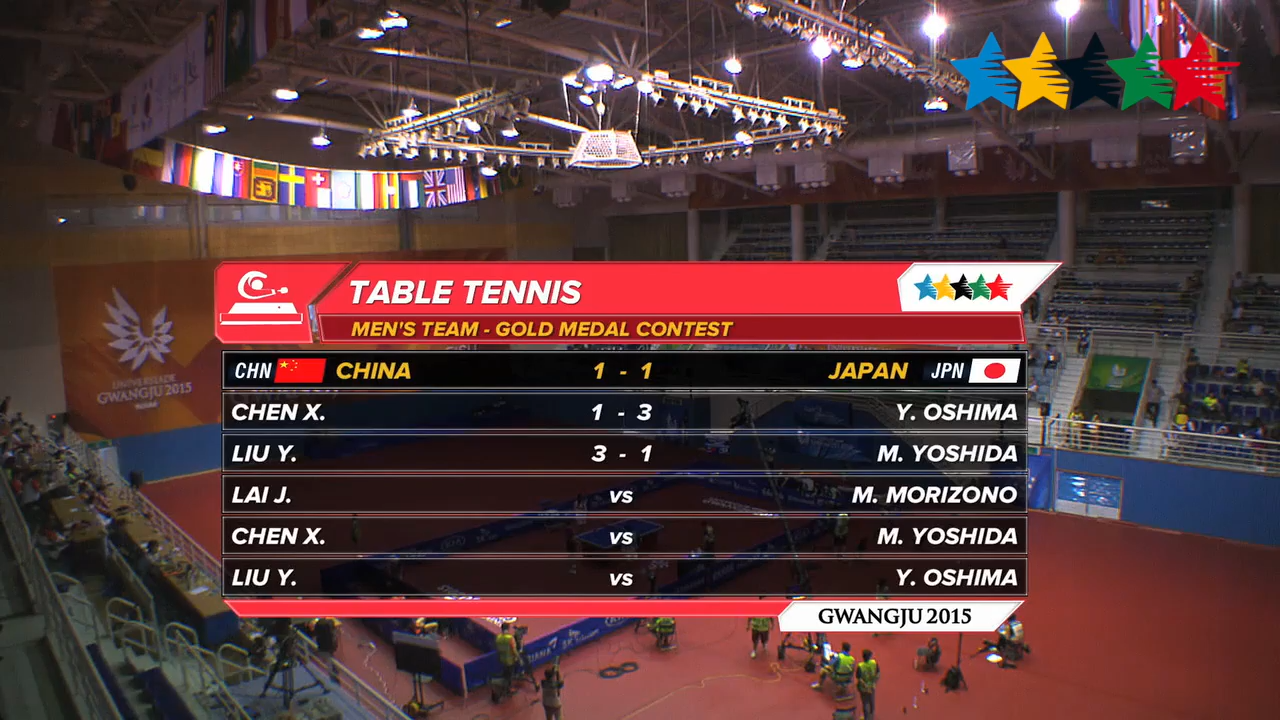 TABLE TENNIS
MEN'S TEAM - GOLD MEDAL CONTEST
CHN CHINA 1 - 1 JAPAN JPN
CHEN X. 1 - 3 Y. OSHIMA
LIU Y. 3 - 1 M. YOSHIDA
LAI J. vs M. MORIZONO
CHEN X. vs M. YOSHIDA
LIU Y. vs Y. OSHIMA
GWANGJU 2015
UNIVERSIADE
GWANGJU 2015